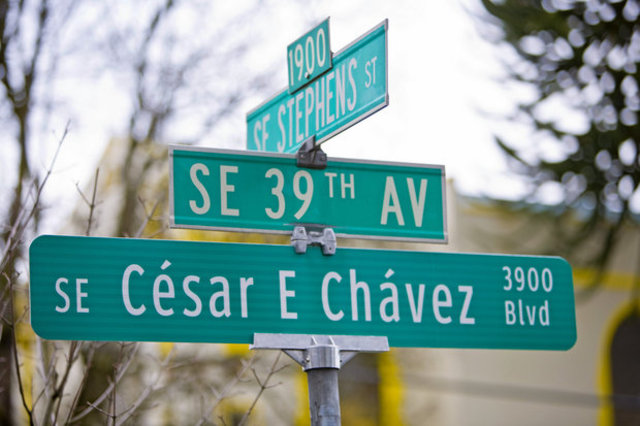 1900
SE STEPHENS ST
SE 39TH AV
SE César E Chávez 3900 Blvd